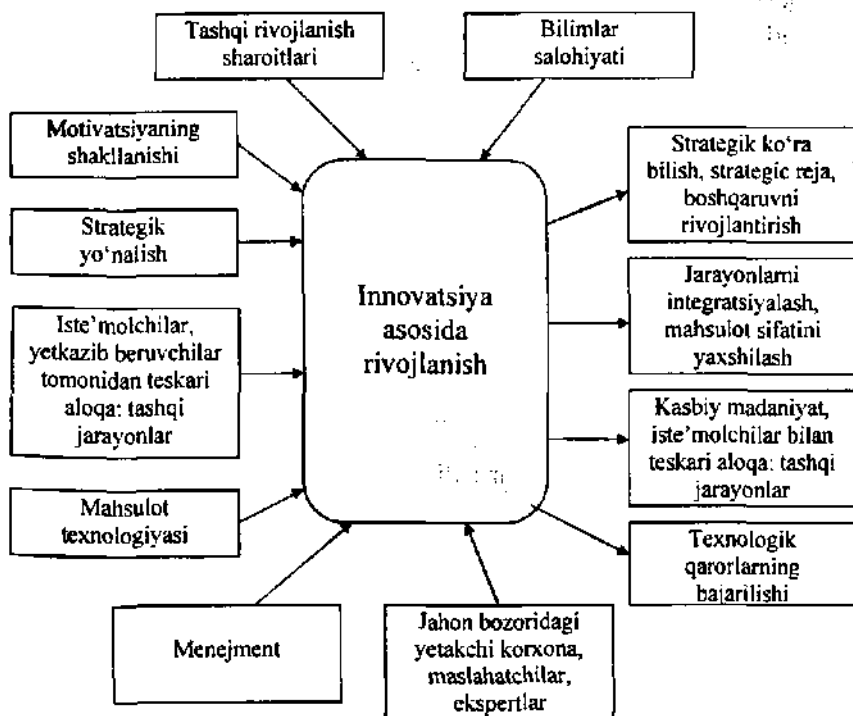 Tashqi rivojlanish
sharoitlari
Bilimlar
salohiyati
Motivatsiyaning
shakllanishi
Strategik
yo‘nalish
Iste’molchilar,
yetkazib beruvchilar
tomonidan teskari
aloqa: tashqi
jarayonlar
Mahsulot
texnologiyasi
Menejment
Innovatsiya
asosida
rivojlanish
Jahon bozoridagi
yetakchi korxona,
maslahatchilar,
ekspertlar
Strategik ko‘ra
bilish, strategic reja,
boshqaruvni
rivojlantirish
Jarayonlarni
integratsiyalash,
mahsulot sifatini
yaxshilash
Kasbiy madaniyat,
iste’molchilar bilan
teskari aloqa: tashqi
jarayonlar
Texnologik
qarorlarning
bajarilishi